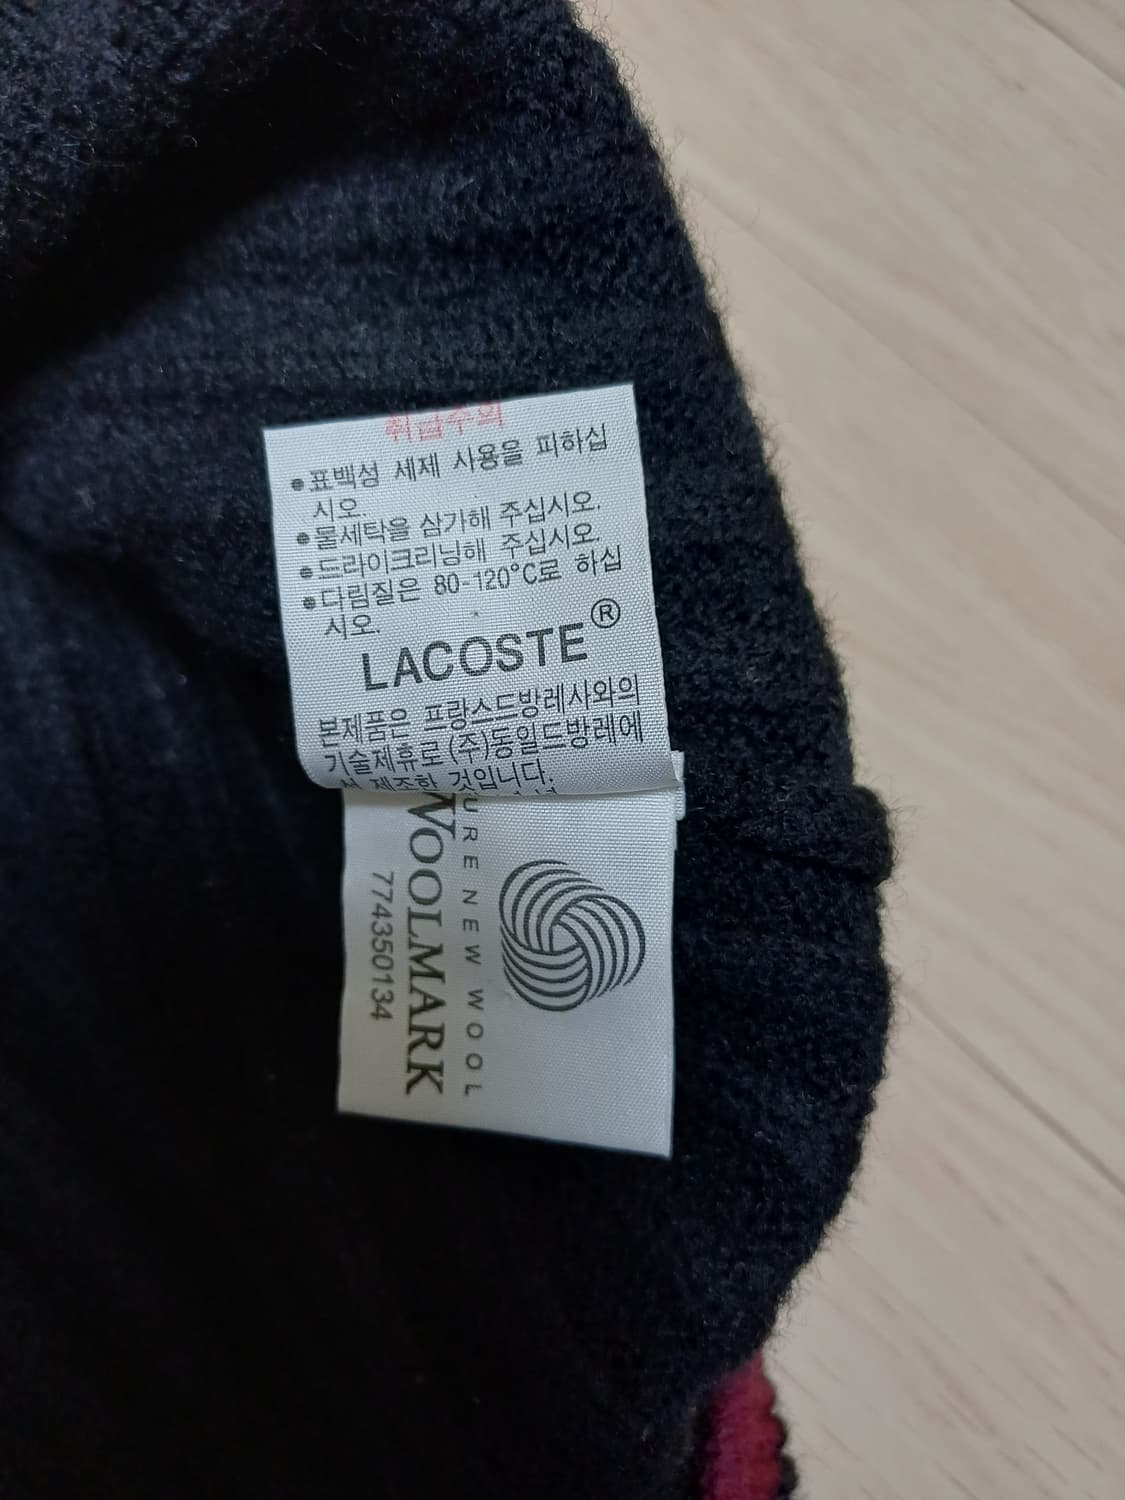 취급주의
●표백성 세제 사용을 피하십
시오.
●물세탁을 삼가해 주십시오.
●드라이크리닝해 주십시오.
●다림질은 80-120°C로 하십
시오.
LACOSTE®
본제품은 프랑스드방레사와의
기술제휴로 (주)동일드방레에
서 제조한 것입니다.
URE NEW WOOL
WOOLMARK
774350134